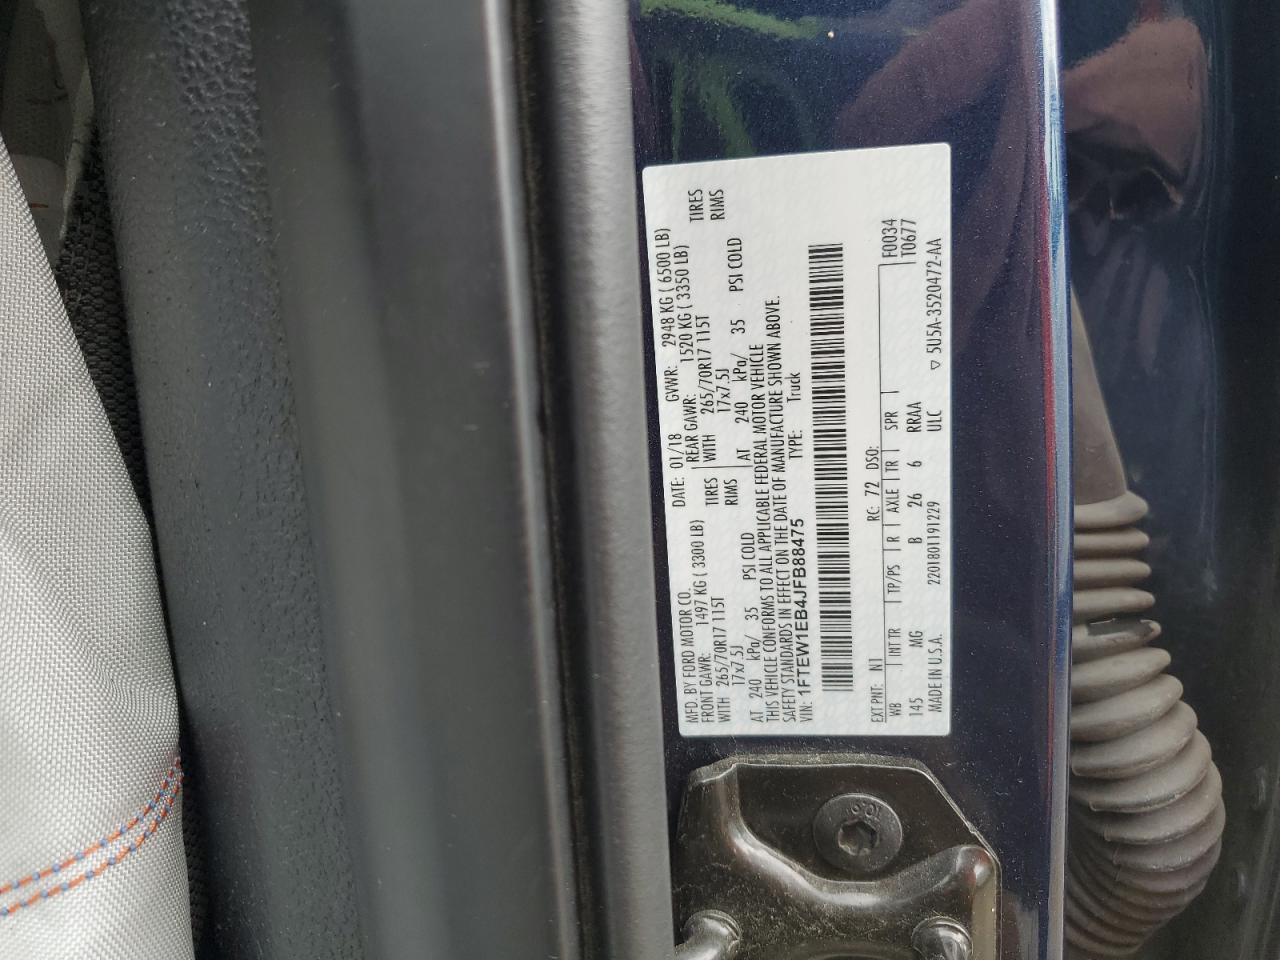 MFD. BY FORD MOTOR CO. DATE: 01/18 GVWR: 2948 KG ( 6500 LB)
FRONT GAWR: 1497 KG ( 3300 LB) REAR GAWR: 1520 KG ( 3350 LB)
WITH 265/70R17 115T TIRES WITH 265/70R17 115T TIRES
17x7.5J RIMS 17x7.5J RIMS
AT 240 kPa/ 35 PSI COLD AT 240 kPa/ 35 PSI COLD
THIS VEHICLE CONFORMS TO ALL APPLICABLE FEDERAL MOTOR VEHICLE
SAFETY STANDARDS IN EFFECT ON THE DATE OF MANUFACTURE SHOWN ABOVE.
VIN: 1FTEW1EB4JFB88475 TYPE: Truck
EXT PNT: N1 RC: 72 DSO: F0034
WB INT TR TP/PS R AXLE TR SPR T0677
145 MG B 26 6 RRAA
MADE IN U.S.A. 2201801191229 ULC ▽ 5U5A-3520472-AA